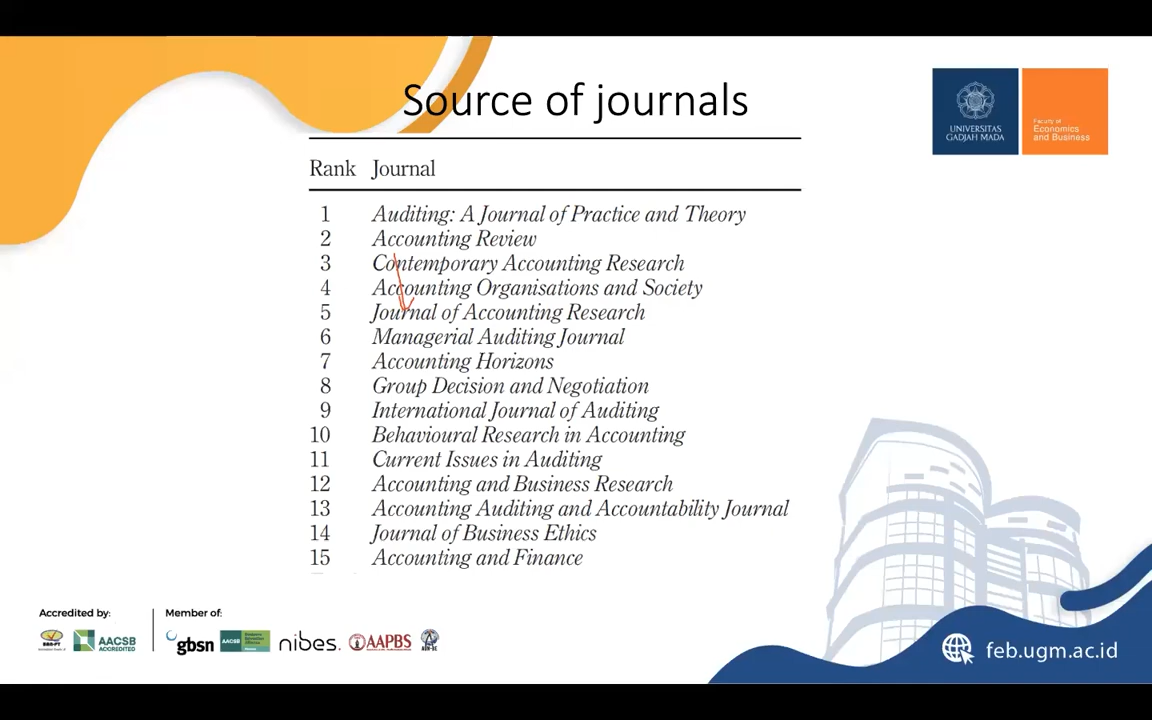 Source of journals
UNIVERSITAS
GADJAH MADA
Faculty of
Economics
and Business
Rank Journal
1 Auditing: A Journal of Practice and Theory
2 Accounting Review
3 Contemporary Accounting Research
4 Accounting Organisations and Society
5 Journal of Accounting Research
6 Managerial Auditing Journal
7 Accounting Horizons
8 Group Decision and Negotiation
9 International Journal of Auditing
10 Behavioural Research in Accounting
11 Current Issues in Auditing
12 Accounting and Business Research
13 Accounting Auditing and Accountability Journal
14 Journal of Business Ethics
15 Accounting and Finance
Accredited by:
Member of:
AACSB
ACCREDITED
gbsn
AACSB
nibes.
AAPBS
feb.ugm.ac.id